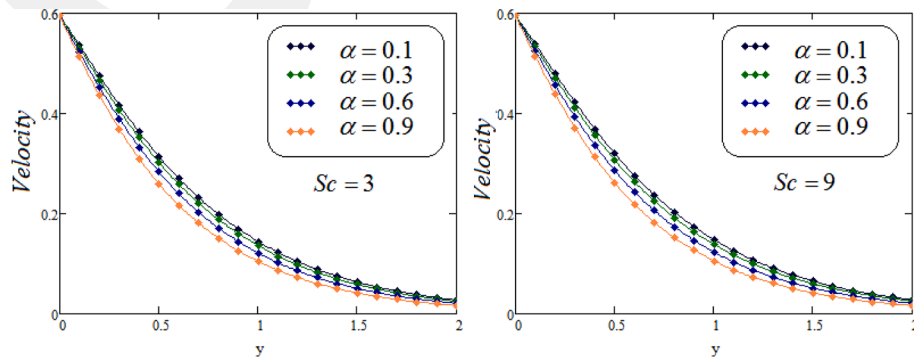 0.6
0.4
0.2
0
Velocity
α = 0.1
α = 0.3
α = 0.6
α = 0.9
Sc = 3
0 0.5 1 1.5 2
y
0.6
0.4
0.2
0
Velocity
α = 0.1
α = 0.3
α = 0.6
α = 0.9
Sc = 9
0 0.5 1 1.5 2
y